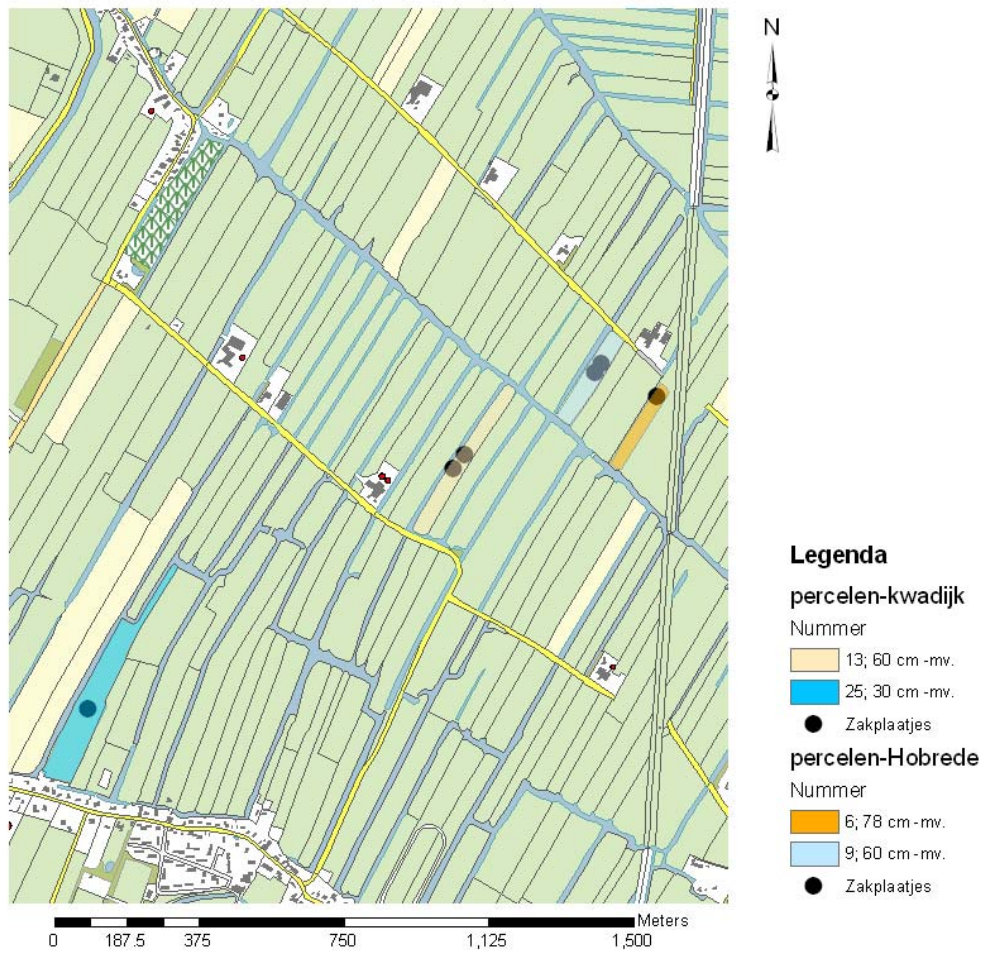 N
Legenda
percelen-kwadijk
Nummer
13; 60 cm -mv.
25; 30 cm -mv.
Zakplaatjes
percelen-Hobrede
Nummer
6; 78 cm -mv.
9; 60 cm -mv.
Zakplaatjes
Meters
0 187.5 375 750 1,125 1,500